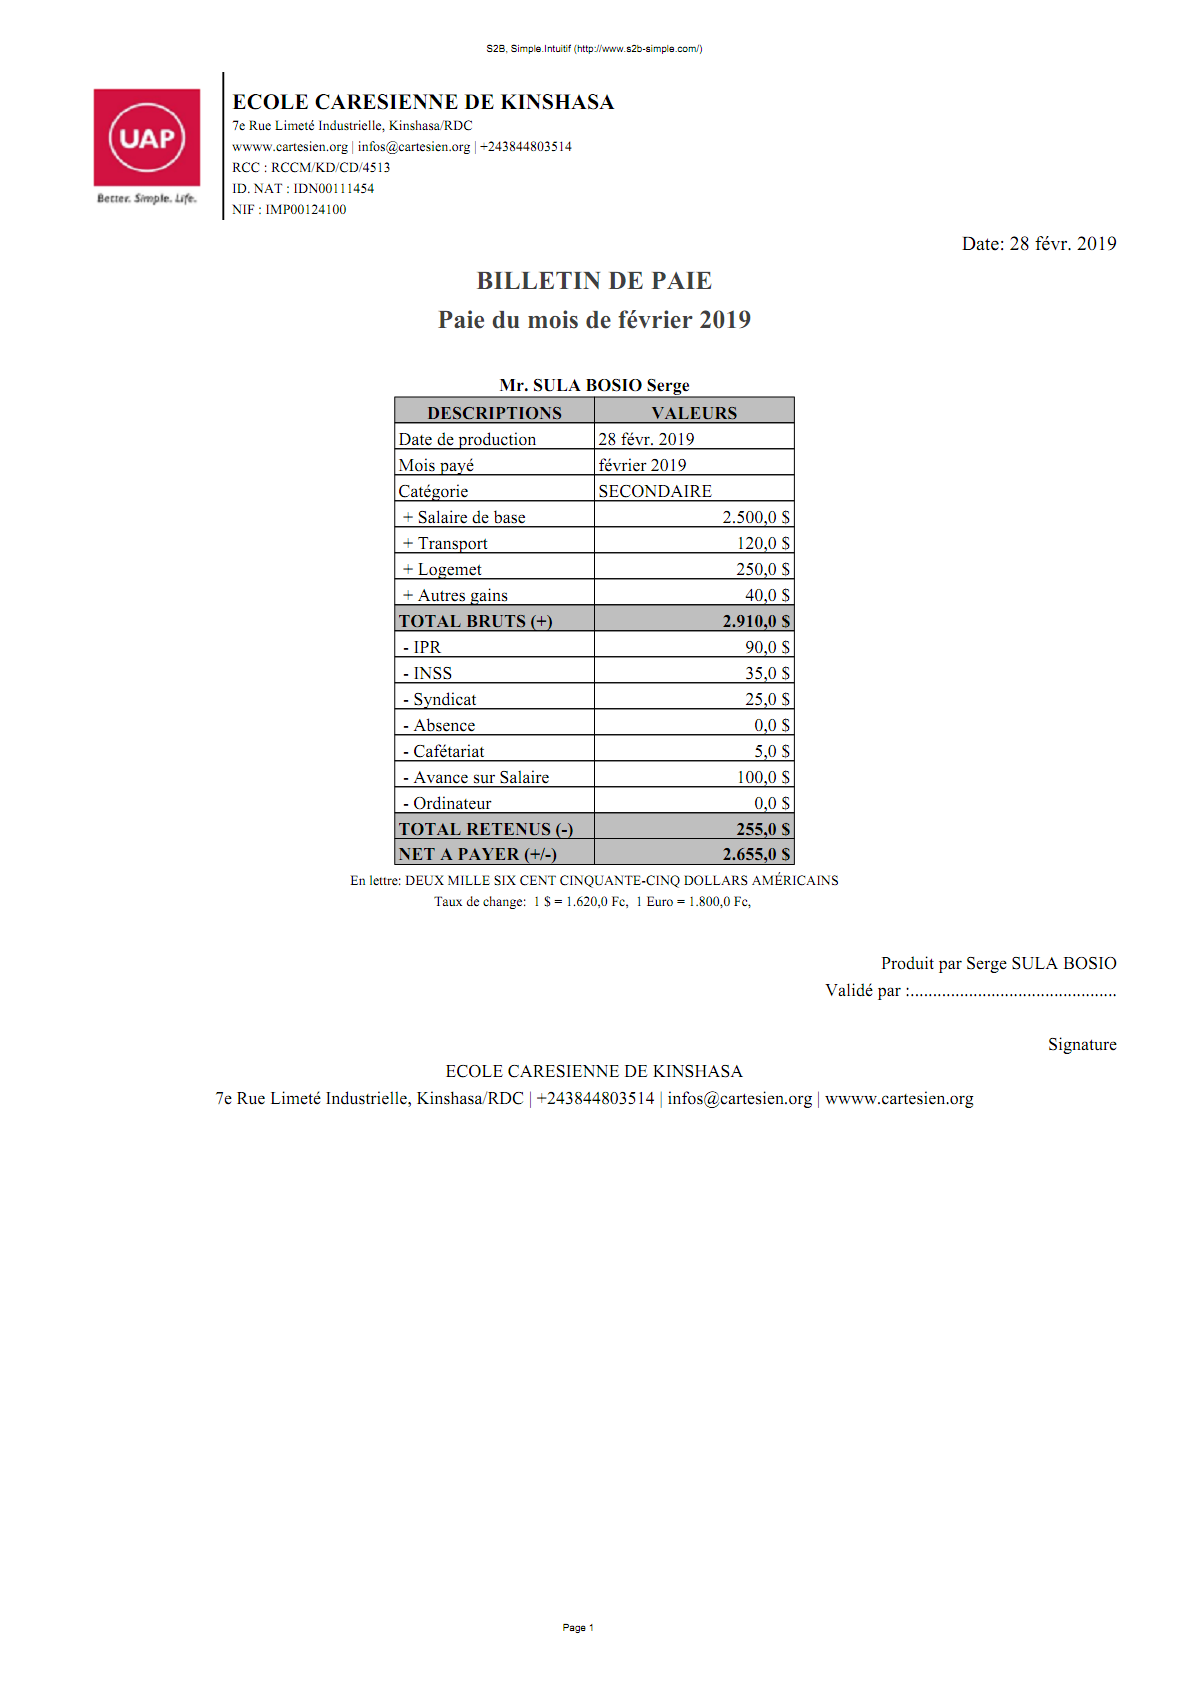 S2B, Simple.Intuitif (http://www.s2b-simple.com/)
UAP
Better. Simple. Life.
ECOLE CARESIENNE DE KINSHASA
7e Rue Limeté Industrielle, Kinshasa/RDC
wwww.cartesien.org | infos@cartesien.org | +243844803514
RCC : RCCM/KD/CD/4513
ID. NAT : IDN00111454
NIF : IMP00124100
Date: 28 févr. 2019
BILLETIN DE PAIE
Paie du mois de février 2019
Mr. SULA BOSIO Serge
DESCRIPTIONS VALEURS
Date de production 28 févr. 2019
Mois payé février 2019
Catégorie SECONDAIRE
+ Salaire de base 2.500,0 $
+ Transport 120,0 $
+ Logemet 250,0 $
+ Autres gains 40,0 $
TOTAL BRUTS (+) 2.910,0 $
- IPR 90,0 $
- INSS 35,0 $
- Syndicat 25,0 $
- Absence 0,0 $
- Cafétariat 5,0 $
- Avance sur Salaire 100,0 $
- Ordinateur 0,0 $
TOTAL RETENUS (-) 255,0 $
NET A PAYER (+/-) 2.655,0 $
En lettre: DEUX MILLE SIX CENT CINQUANTE-CINQ DOLLARS AMÉRICAINS
Taux de change: 1 $ = 1.620,0 Fc, 1 Euro = 1.800,0 Fc,
Produit par Serge SULA BOSIO
Validé par :..............................................
Signature
ECOLE CARESIENNE DE KINSHASA
7e Rue Limeté Industrielle, Kinshasa/RDC | +243844803514 | infos@cartesien.org | wwww.cartesien.org
Page 1